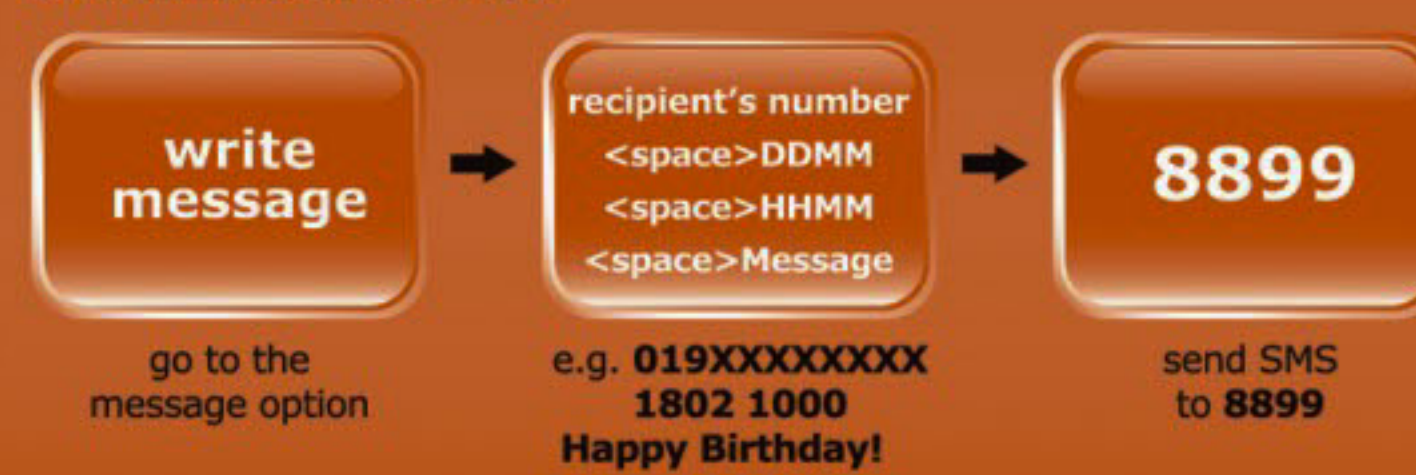 write
message
go to the
message option
recipient's number
<space>DDMM
<space>HHMM
<space>Message
e.g. 019XXXXXXXX
1802 1000
Happy Birthday!
8899
send SMS
to 8899